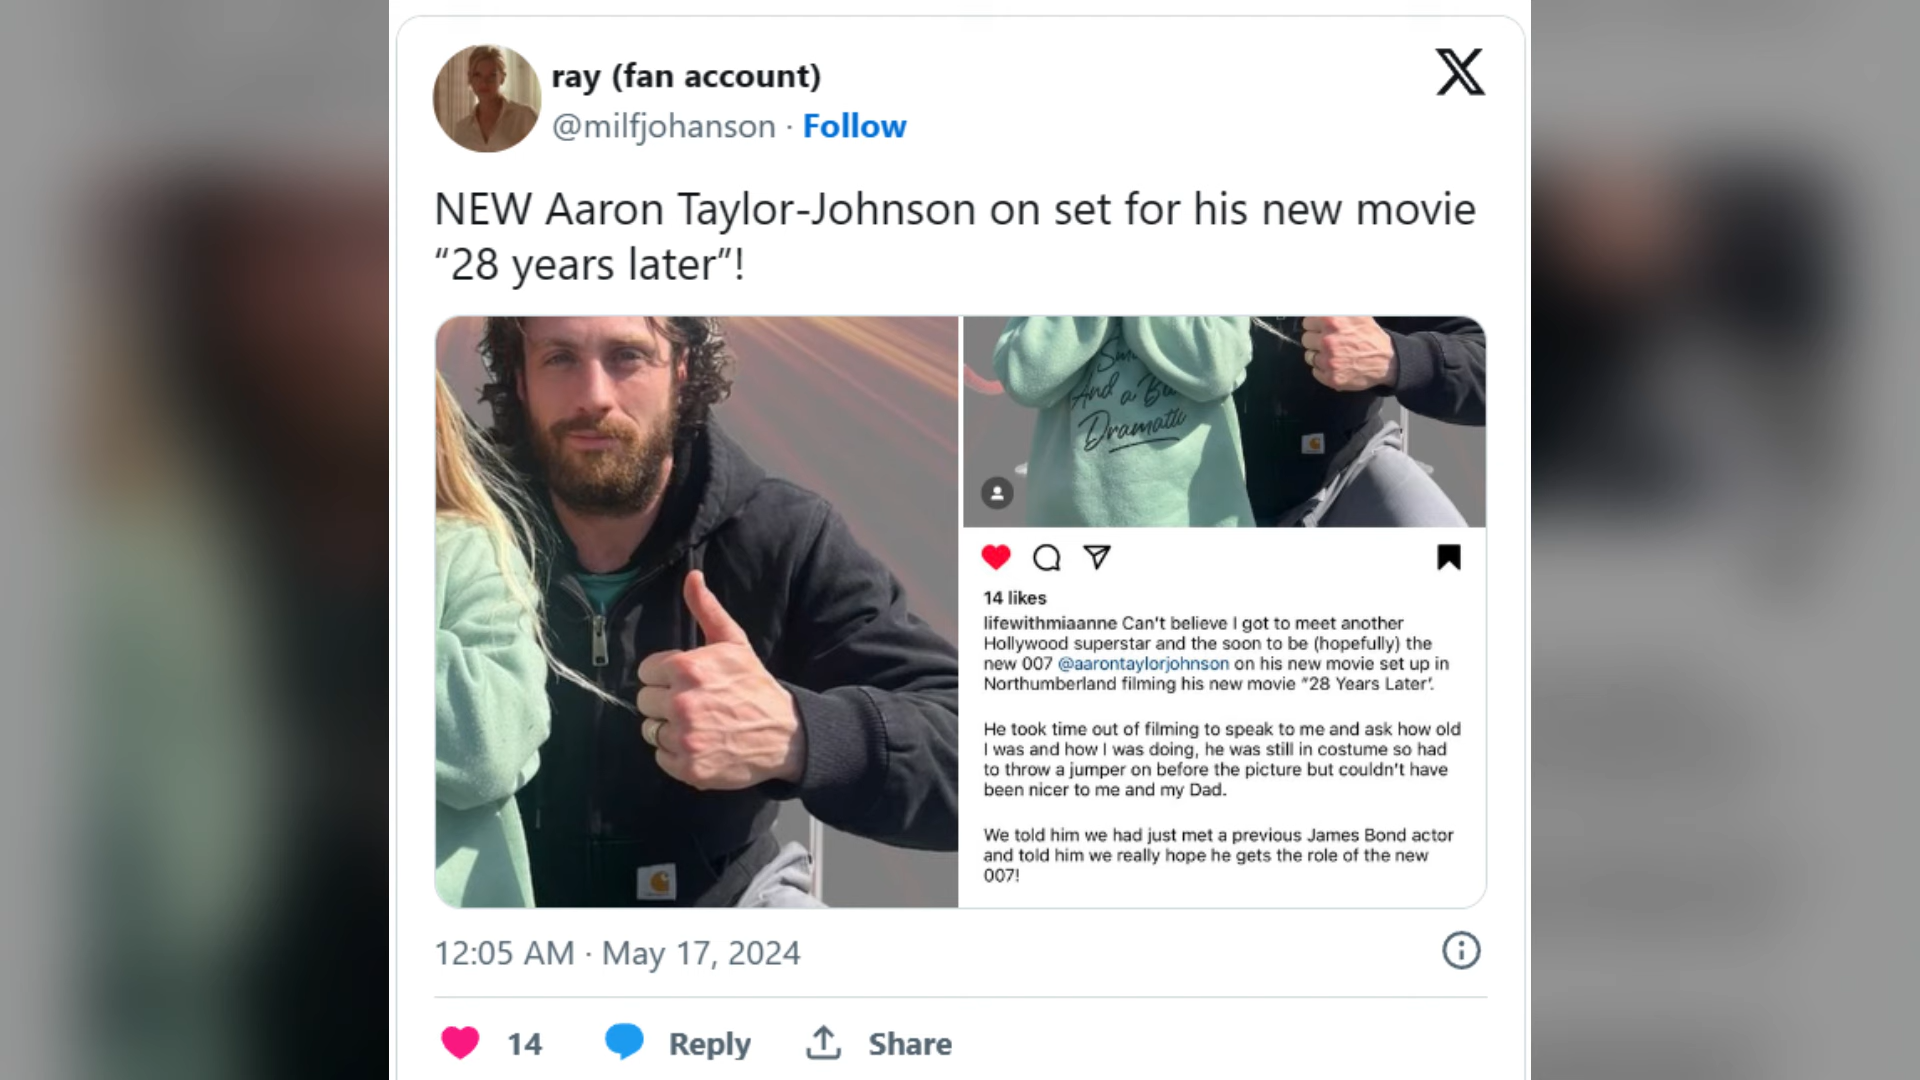 ray (fan account)
@milfjohanson · Follow
NEW Aaron Taylor-Johnson on set for his new movie
“28 years later”!
And a
Dramatic
14 likes
lifewithmiaanne Can't believe I got to meet another
Hollywood superstar and the soon to be (hopefully) the
new 007 @aarontaylorjohnson on his new movie set up in
Northumberland filming his new movie “28 Years Later’.
He took time out of filming to speak to me and ask how old
I was and how I was doing, he was still in costume so had
to throw a jumper on before the picture but couldn't have
been nicer to me and my Dad.
We told him we had just met a previous James Bond actor
and told him we really hope he gets the role of the new
007!
12:05 AM · May 17, 2024
14 Reply Share